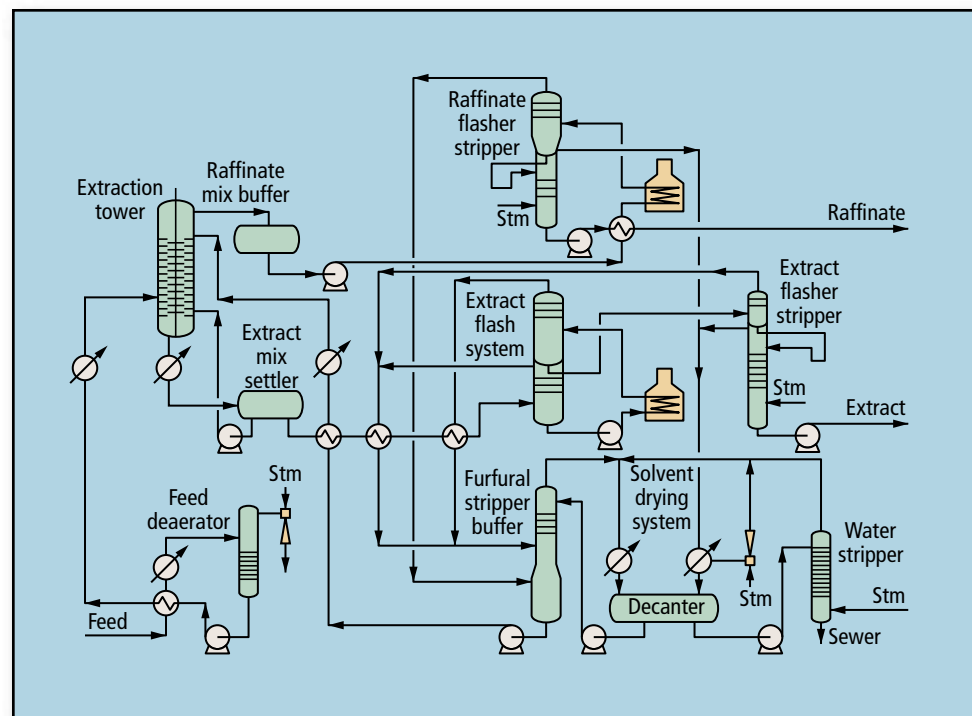 Raffinate
flasher
stripper
Raffinate
mix buffer
Extraction
tower
Stm
Raffinate
Extract
flash
system
Extract
flasher
stripper
Extract
mix
settler
Stm
Extract
Stm
Feed
deaerator
Furfural
stripper
buffer
Solvent
drying
system
Water
stripper
Stm
Stm
Decanter
Feed
Sewer